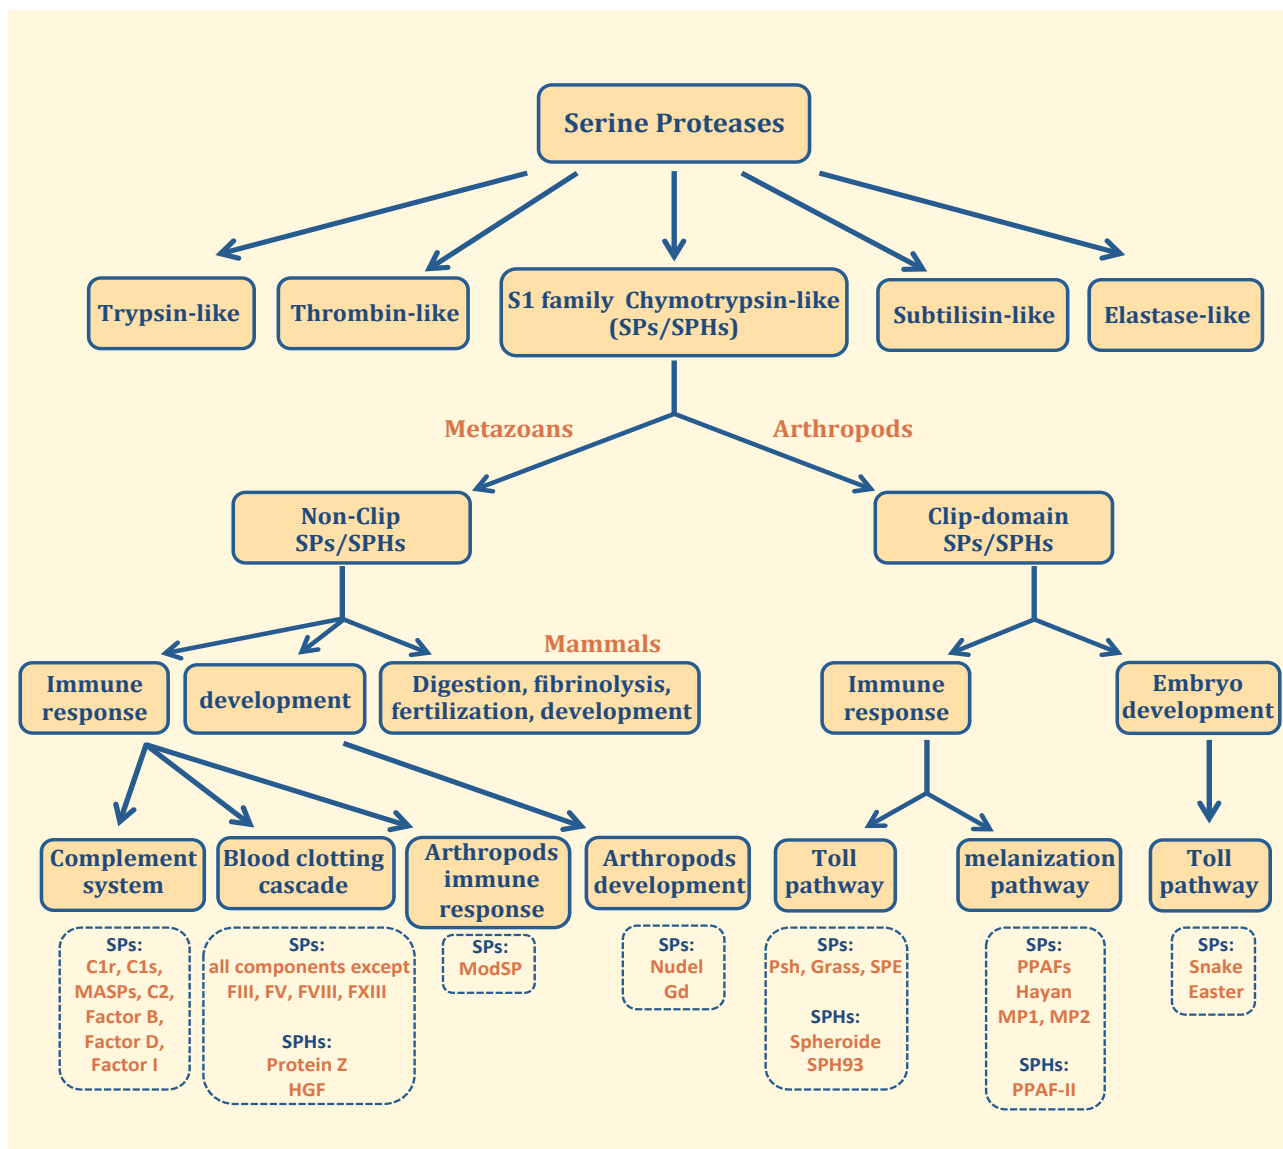 Serine Proteases
Trypsin-like
Thrombin-like
S1 family Chymotrypsin-like
(SPs/SPHs)
Subtilisin-like
Elastase-like
Metazoans
Arthropods
Non-Clip
SPs/SPHs
Clip-domain
SPs/SPHs
Mammals
Immune
response
development
Digestion, fibrinolysis,
fertilization, development
Immune
response
Embryo
development
Complement
system
Blood clotting
cascade
Arthropods
immune
response
Arthropods
development
Toll
pathway
melanization
pathway
Toll
pathway
SPs:
C1r, C1s,
MASPs, C2,
Factor B,
Factor D,
Factor I
SPs:
all components except
FIII, FV, FVIII, FXIII
SPHs:
Protein Z
HGF
SPs:
ModSP
SPs:
Nudel
Gd
SPs:
Psh, Grass, SPE
SPHs:
Spheroide
SPH93
SPs:
PPAFs
Hayan
MP1, MP2
SPHs:
PPAF-II
SPs:
Snake
Easter